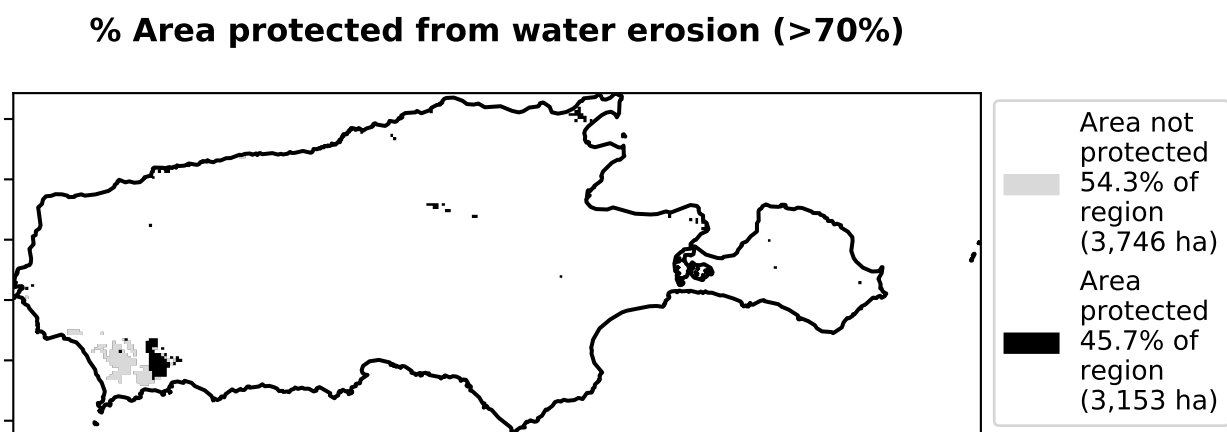 % Area protected from water erosion (>70%)
Area not
protected
54.3% of
region
(3,746 ha)
Area
protected
45.7% of
region
(3,153 ha)